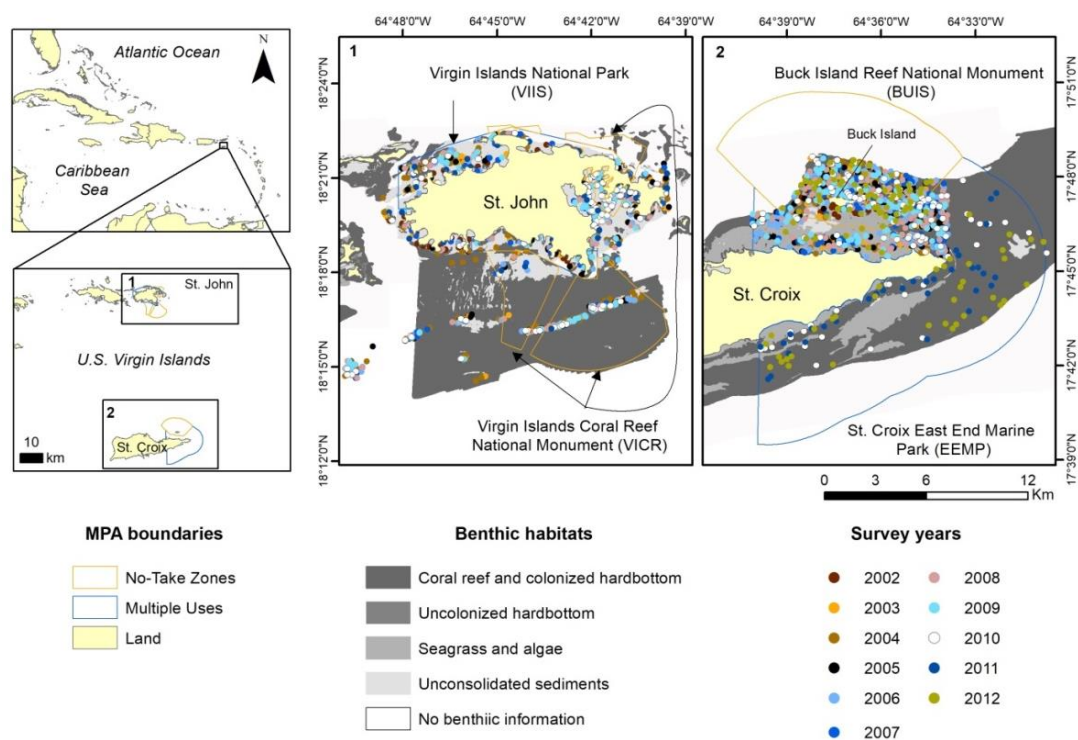 Atlantic Ocean
N
Caribbean
Sea
1
St. John
U.S. Virgin Islands
2
St. Croix
10
km
64°48'0"W
64°45'0"W
64°42'0"W
64°39'0"W
18°24'0"N
18°21'0"N
18°18'0"N
18°15'0"N
18°12'0"N
1
Virgin Islands National Park
(VIIS)
St. John
Virgin Islands Coral Reef
National Monument (VICR)
64°39'0"W
64°36'0"W
64°33'0"W
17°51'0"N
17°48'0"N
17°45'0"N
17°42'0"N
17°39'0"N
2
Buck Island Reef National Monument
(BUIS)
Buck Island
St. Croix
St. Croix East End Marine
Park (EEMP)
0 3 6 12
Km
MPA boundaries
No-Take Zones
Multiple Uses
Land
Benthic habitats
Coral reef and colonized hardbottom
Uncolonized hardbottom
Seagrass and algae
Unconsolidated sediments
No benthiic information
Survey years
2002
2003
2004
2005
2006
2007
2008
2009
2010
2011
2012